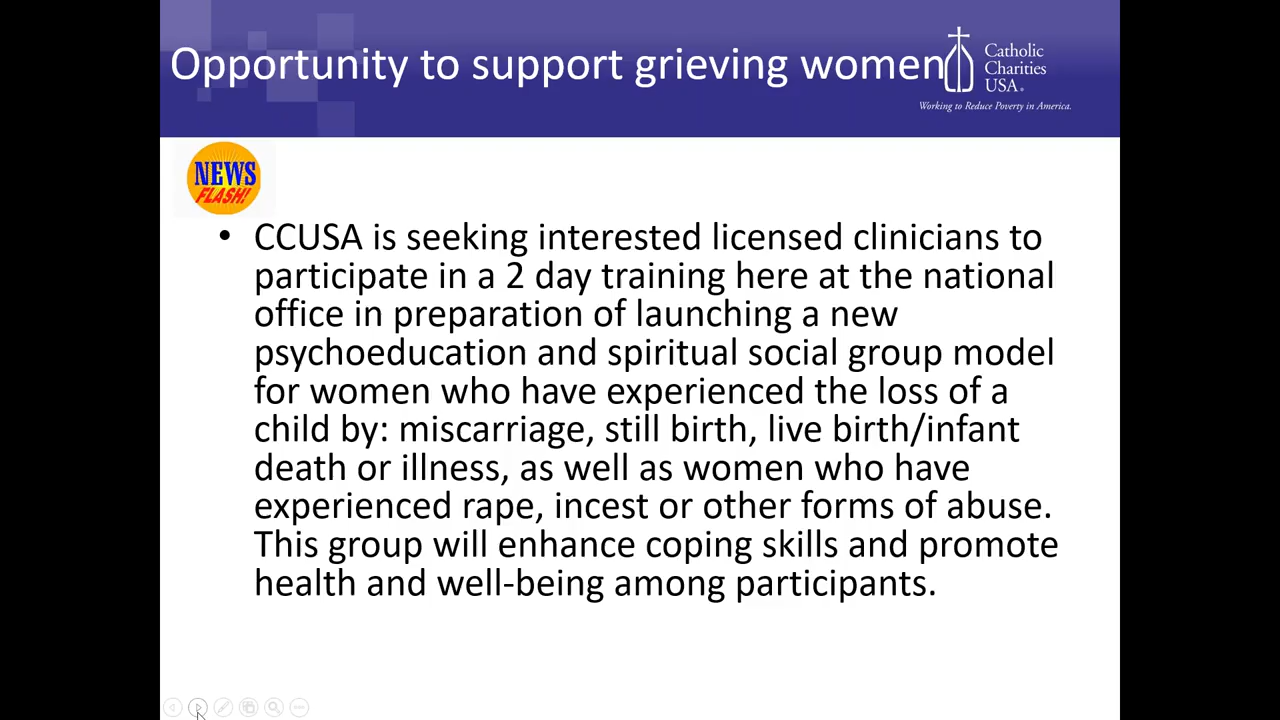 Opportunity to support grieving women
Catholic
Charities
USA®
Working to Reduce Poverty in America.
NEWS
FLASH!
• CCUSA is seeking interested licensed clinicians to
participate in a 2 day training here at the national
office in preparation of launching a new
psychoeducation and spiritual social group model
for women who have experienced the loss of a
child by: miscarriage, still birth, live birth/infant
death or illness, as well as women who have
experienced rape, incest or other forms of abuse.
This group will enhance coping skills and promote
health and well-being among participants.